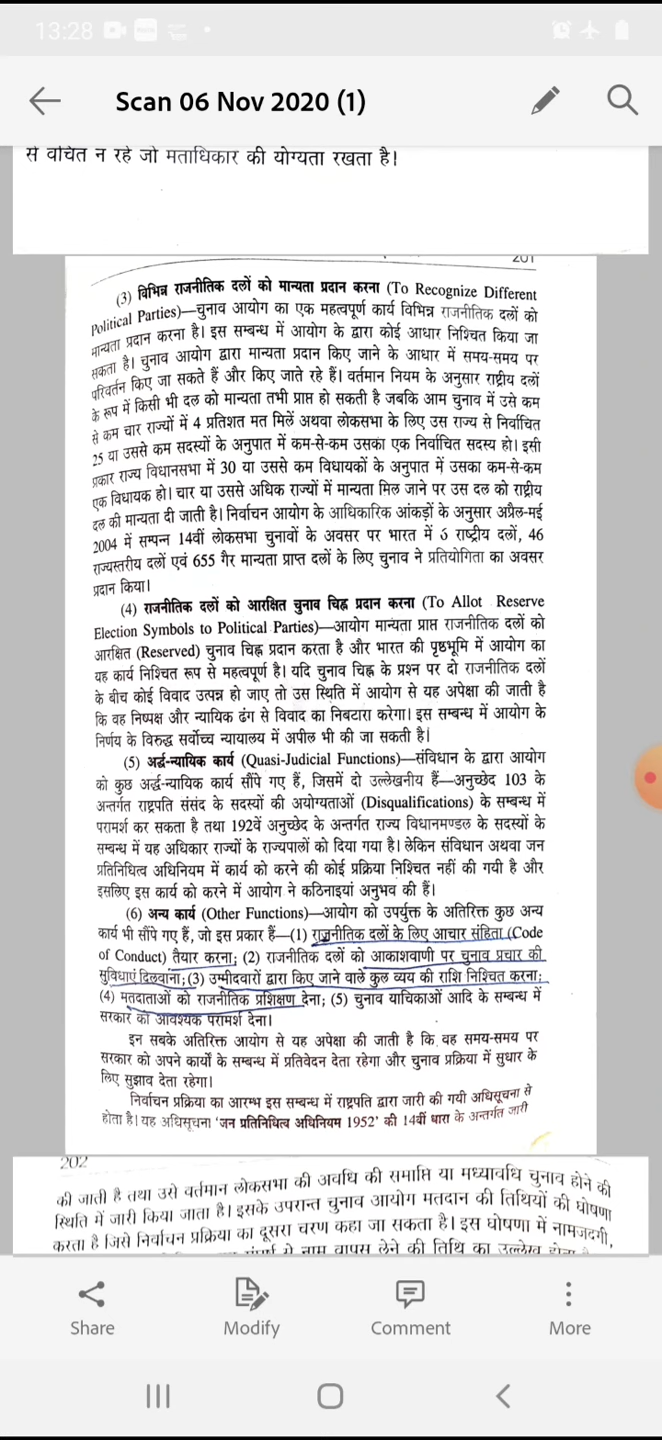 13:28
Scan 06 Nov 2020 (1)
से वंचित न रहे जो मताधिकार की योग्यता रखता है।
201
(3) विभिन्न राजनीतिक दलों को मान्यता प्रदान करना (To Recognize Different
Political Parties)—चुनाव आयोग का एक महत्वपूर्ण कार्य विभिन्न राजनीतिक दलों को
मान्यता प्रदान करना है। इस सम्बन्ध में आयोग के द्वारा कोई आधार निश्चित किया जा
सकता है। चुनाव आयोग द्वारा मान्यता प्रदान किए जाने के आधार में समय-समय पर
परिवर्तन किए जा सकते हैं और किए जाते रहे हैं। वर्तमान नियम के अनुसार राष्ट्रीय दलों
के रूप में किसी भी दल को मान्यता तभी प्राप्त हो सकती है जबकि आम चुनाव में उसे कम
से कम चार राज्यों में 4 प्रतिशत मत मिलें अथवा लोकसभा के लिए उस राज्य से निर्वाचित
25 या उससे कम सदस्यों के अनुपात में कम-से-कम उसका एक निर्वाचित सदस्य हो। इसी
प्रकार राज्य विधानसभा में 30 या उससे कम विधायकों के अनुपात में उसका कम-से-कम
एक विधायक हो। चार या उससे अधिक राज्यों में मान्यता मिल जाने पर उस दल को राष्ट्रीय
दल की मान्यता दी जाती है। निर्वाचन आयोग के आधिकारिक आंकड़ों के अनुसार अप्रैल-मई
2004 में सम्पन्न 14वीं लोकसभा चुनावों के अवसर पर भारत में 6 राष्ट्रीय दलों, 46
राज्यस्तरीय दलों एवं 655 गैर मान्यता प्राप्त दलों के लिए चुनाव ने प्रतियोगिता का अवसर
प्रदान किया।
(4) राजनीतिक दलों को आरक्षित चुनाव चिह्न प्रदान करना (To Allot Reserve
Election Symbols to Political Parties)—आयोग मान्यता प्राप्त राजनीतिक दलों को
आरक्षित (Reserved) चुनाव चिह्न प्रदान करता है और भारत की पृष्ठभूमि में आयोग का
यह कार्य निश्चित रूप से महत्वपूर्ण है। यदि चुनाव चिह्न के प्रश्न पर दो राजनीतिक दलों
के बीच कोई विवाद उत्पन्न हो जाए तो उस स्थिति में आयोग से यह अपेक्षा की जाती है
कि वह निष्पक्ष और न्यायिक ढंग से विवाद का निबटारा करेगा। इस सम्बन्ध में आयोग के
निर्णय के विरुद्ध सर्वोच्च न्यायालय में अपील भी की जा सकती है।
(5) अर्द्ध-न्यायिक कार्य (Quasi-Judicial Functions)—संविधान के द्वारा आयोग
को कुछ अर्द्ध-न्यायिक कार्य सौंपे गए हैं, जिसमें दो उल्लेखनीय हैं—अनुच्छेद 103 के
अन्तर्गत राष्ट्रपति संसद के सदस्यों की अयोग्यताओं (Disqualifications) के सम्बन्ध में
परामर्श कर सकता है तथा 192वें अनुच्छेद के अन्तर्गत राज्य विधानमण्डल के सदस्यों के
सम्बन्ध में यह अधिकार राज्यों के राज्यपालों को दिया गया है। लेकिन संविधान अथवा जन
प्रतिनिधित्व अधिनियम में कार्य को करने की कोई प्रक्रिया निश्चित नहीं की गयी है और
इसलिए इस कार्य को करने में आयोग ने कठिनाइयां अनुभव की हैं।
(6) अन्य कार्य (Other Functions)—आयोग को उपर्युक्त के अतिरिक्त कुछ अन्य
कार्य भी सौंपे गए हैं, जो इस प्रकार हैं—(1) राजनीतिक दलों के लिए आचार संहिता (Code
of Conduct) तैयार करना; (2) राजनीतिक दलों को आकाशवाणी पर चुनाव प्रचार की
सुविधाएं दिलवाना; (3) उम्मीदवारों द्वारा किए जाने वाले कुल व्यय की राशि निश्चित करना;
(4) मतदाताओं को राजनीतिक प्रशिक्षण देना; (5) चुनाव याचिकाओं आदि के सम्बन्ध में
सरकार को आवश्यक परामर्श देना।
इन सबके अतिरिक्त आयोग से यह अपेक्षा की जाती है कि वह समय-समय पर
सरकार को अपने कार्यों के सम्बन्ध में प्रतिवेदन देता रहेगा और चुनाव प्रक्रिया में सुधार के
लिए सुझाव देता रहेगा।
निर्वाचन प्रक्रिया का आरम्भ इस सम्बन्ध में राष्ट्रपति द्वारा जारी की गयी अधिसूचना से
होता है। यह अधिसूचना 'जन प्रतिनिधित्व अधिनियम 1952' की 14वीं धारा के अन्तर्गत जारी
202
की जाती है तथा उसे वर्तमान लोकसभा की अवधि की समाप्ति या मध्यावधि चुनाव होने की
स्थिति में जारी किया जाता है। इसके उपरान्त चुनाव आयोग मतदान की तिथियों की घोषणा
करता है जिसे निर्वाचन प्रक्रिया का दूसरा चरण कहा जा सकता है। इस घोषणा में नामजदगी,
से नाम वापस लेने की तिथि का उल्लेख होता
Share
Modify
Comment
More